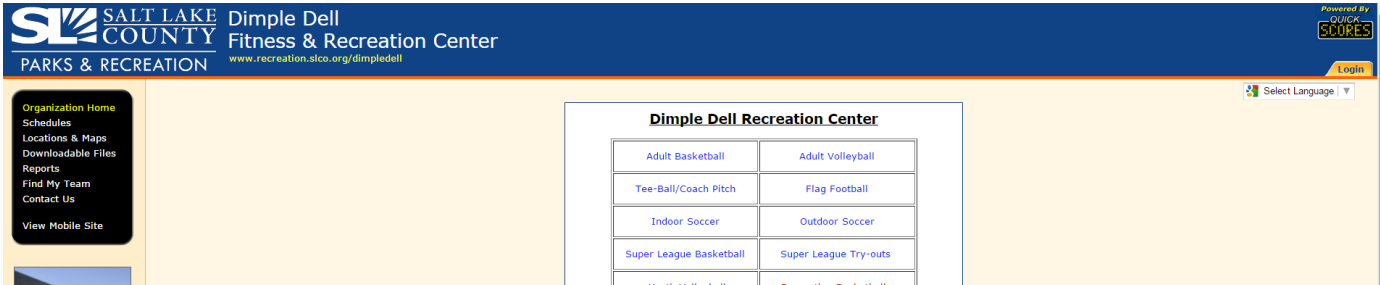 SALT LAKE
COUNTY
PARKS & RECREATION
Dimple Dell
Fitness & Recreation Center
www.recreation.slco.org/dimpledell
Powered By
QUICK
SCORES
Login
Select Language
Organization Home
Schedules
Locations & Maps
Downloadable Files
Reports
Find My Team
Contact Us
View Mobile Site
Dimple Dell Recreation Center
Adult Basketball Adult Volleyball
Tee-Ball/Coach Pitch Flag Football
Indoor Soccer Outdoor Soccer
Super League Basketball Super League Try-outs